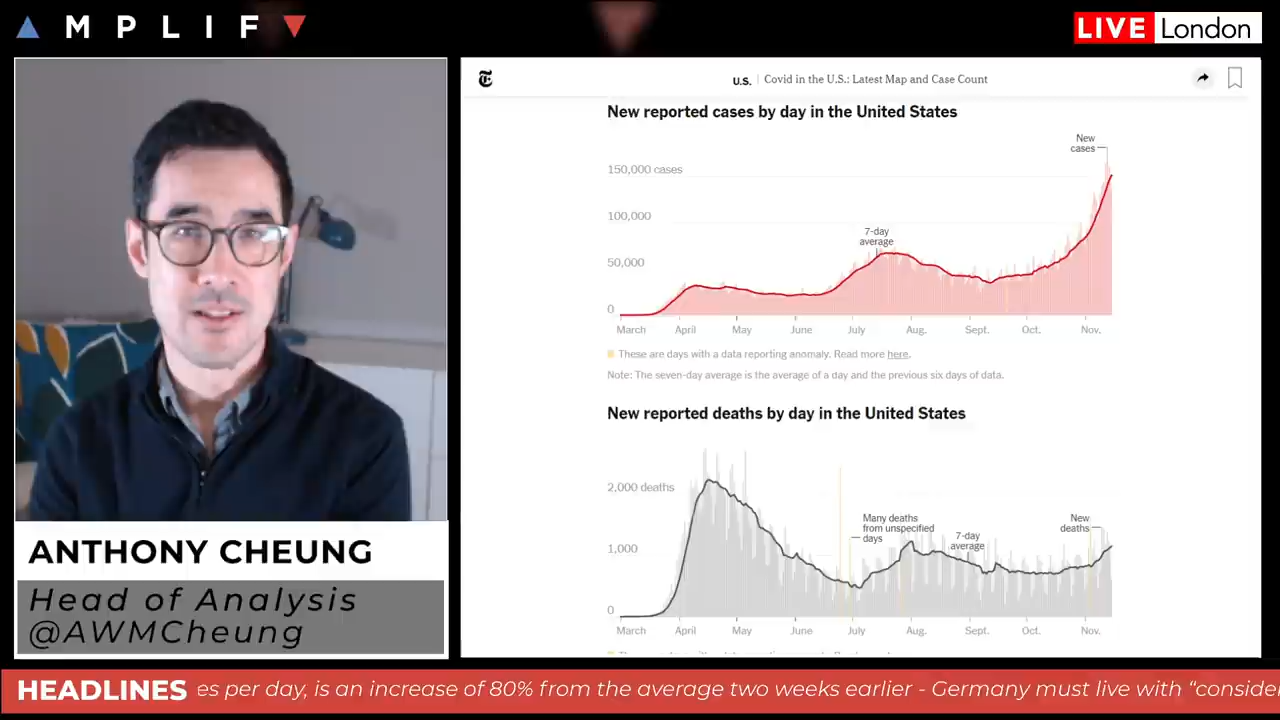 ▲ M P L I F ▼
LIVE London
U.S. | Covid in the U.S.: Latest Map and Case Count
New reported cases by day in the United States
New
cases
150,000 cases
100,000
7-day
average
50,000
0
March April May June July Aug. Sept. Oct. Nov.
These are days with a data reporting anomaly. Read more here.
Note: The seven-day average is the average of a day and the previous six days of data.
New reported deaths by day in the United States
2,000 deaths
Many deaths
from unspecified
days
7-day
average
New
deaths
1,000
0
March April May June July Aug. Sept. Oct. Nov.
ANTHONY CHEUNG
Head of Analysis
@AWMCheung
HEADLINES es per day, is an increase of 80% from the average two weeks earlier - Germany must live with “consider